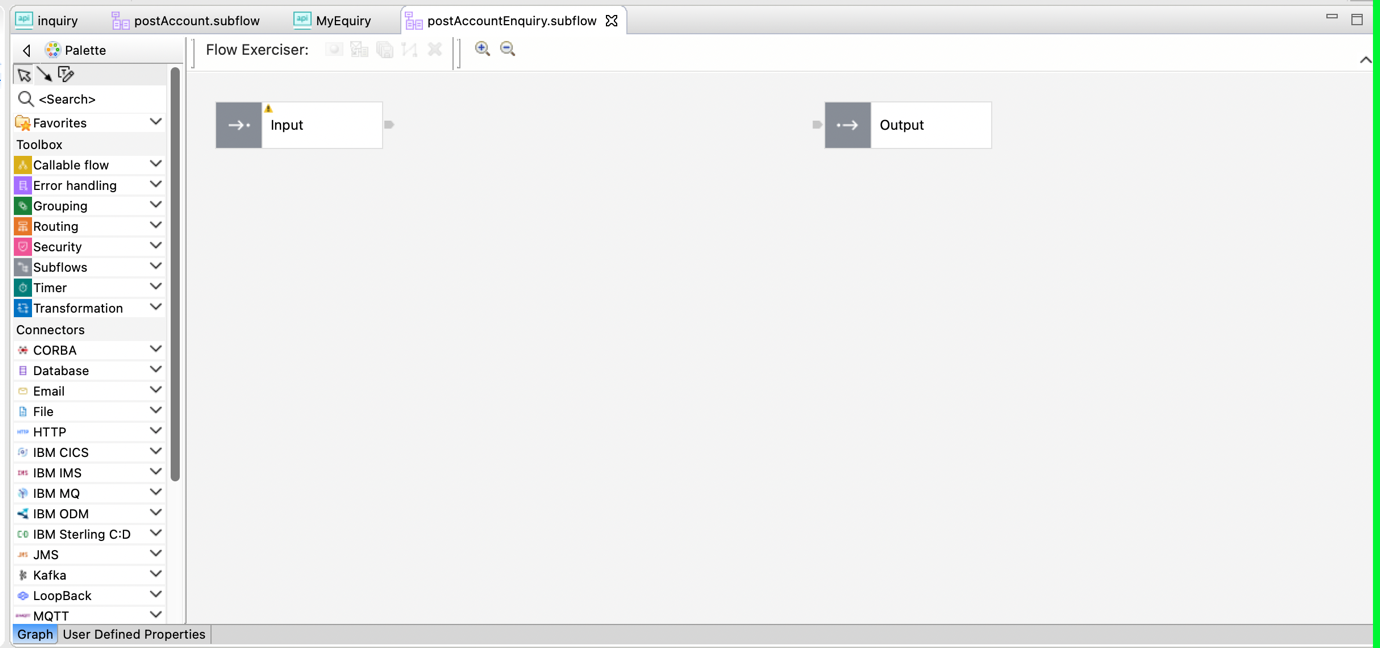 inquiry
postAccount.subflow
MyEquiry
postAccountEnquiry.subflow
Palette
Flow Exerciser:
<Search>
Favorites
Toolbox
Callable flow
Error handling
Grouping
Routing
Security
Subflows
Timer
Transformation
Connectors
CORBA
Database
Email
File
HTTP
IBM CICS
IBM IMS
IBM MQ
IBM ODM
IBM Sterling C:D
JMS
Kafka
LoopBack
MQTT
Input
Output
Graph
User Defined Properties